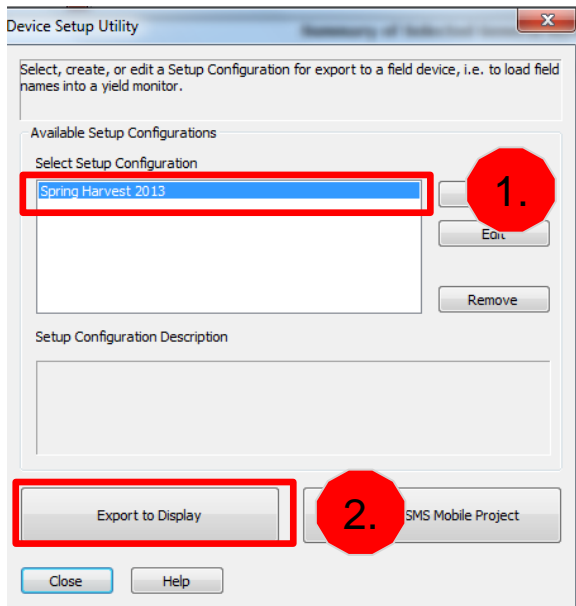 Device Setup Utility
Select, create, or edit a Setup Configuration for export to a field device, i.e. to load field
names into a yield monitor.
Available Setup Configurations
Select Setup Configuration
Spring Harvest 2013
1.
Edit
Remove
Setup Configuration Description
Export to Display
2.
SMS Mobile Project
Close
Help